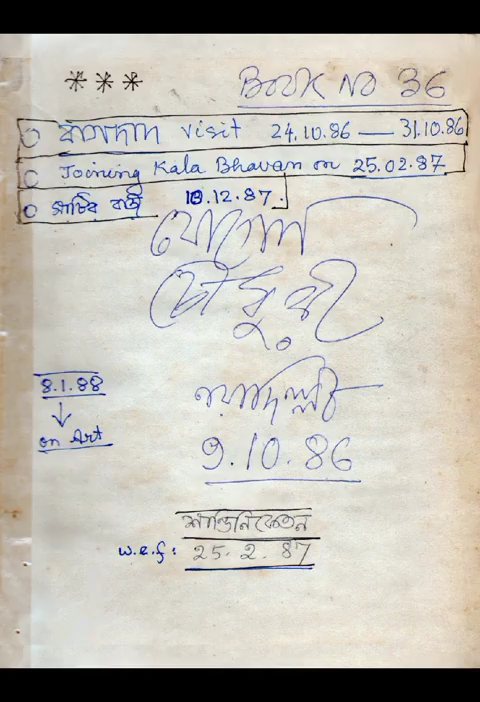 ***
BOOK NO 36
visit 24.10.86 — 31.10.86
Joining Kala Bhavan on 25.02.87.
মাটির বাড়ী 10.12.87.
যোগেন
চৌধুরী
নয়াদিল্লী
9.10.86
8.1.88
↓
on Art
শান্তিনিকেতন
w.e.f: 25.2.87